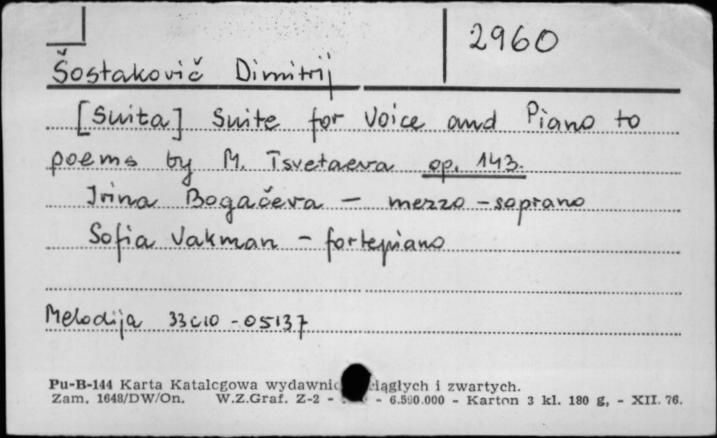 2960
Šostakovič Dimitrij
[Suita] Suite for Voice and Piano to
poems by M. Tsvetaeva op. 143.
Irina Bogačeva – mezzo-soprano
Sofia Vakman – fortepiano
Melodija 33C10-05137
Pu-B-144 Karta Katalogowa i zwartych.
Zam. 1648/DW/On. W.Z.Graf. Z-2 - - 6.500.000 - Karton 3 kl. 180 g, - XII. 76.